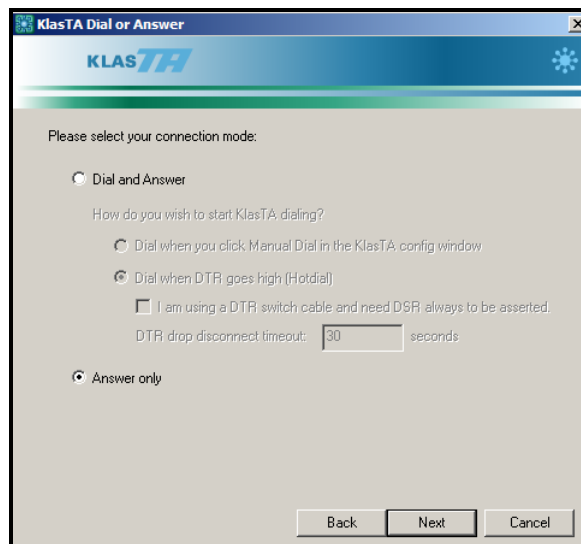 KlasTA Dial or Answer
KLAS TA
Please select your connection mode:
Dial and Answer
How do you wish to start KlasTA dialing?
Dial when you click Manual Dial in the KlasTA config window
Dial when DTR goes high (Hotdial)
I am using a DTR switch cable and need DSR always to be asserted.
DTR drop disconnect timeout: 30 seconds
Answer only
Back Next Cancel